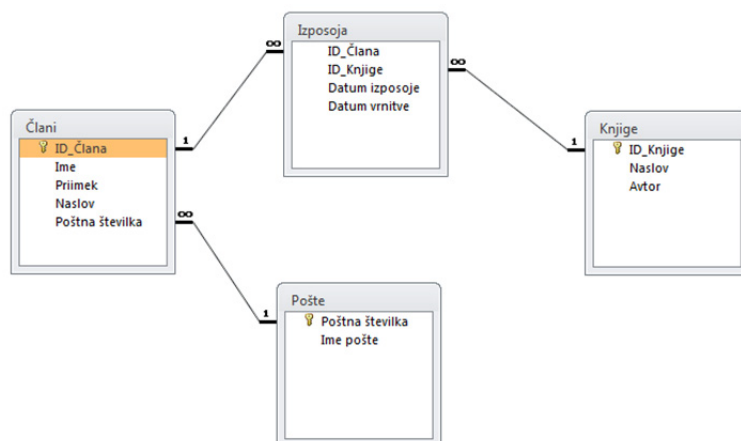 Izposoja
ID_Člana
ID_Knjige
Datum izposoje
Datum vrnitve
∞
∞
Člani
ID_Člana
Ime
Priimek
Naslov
Poštna številka
1
∞
Knjige
ID_Knjige
Naslov
Avtor
1
Pošte
Poštna številka
Ime pošte
1